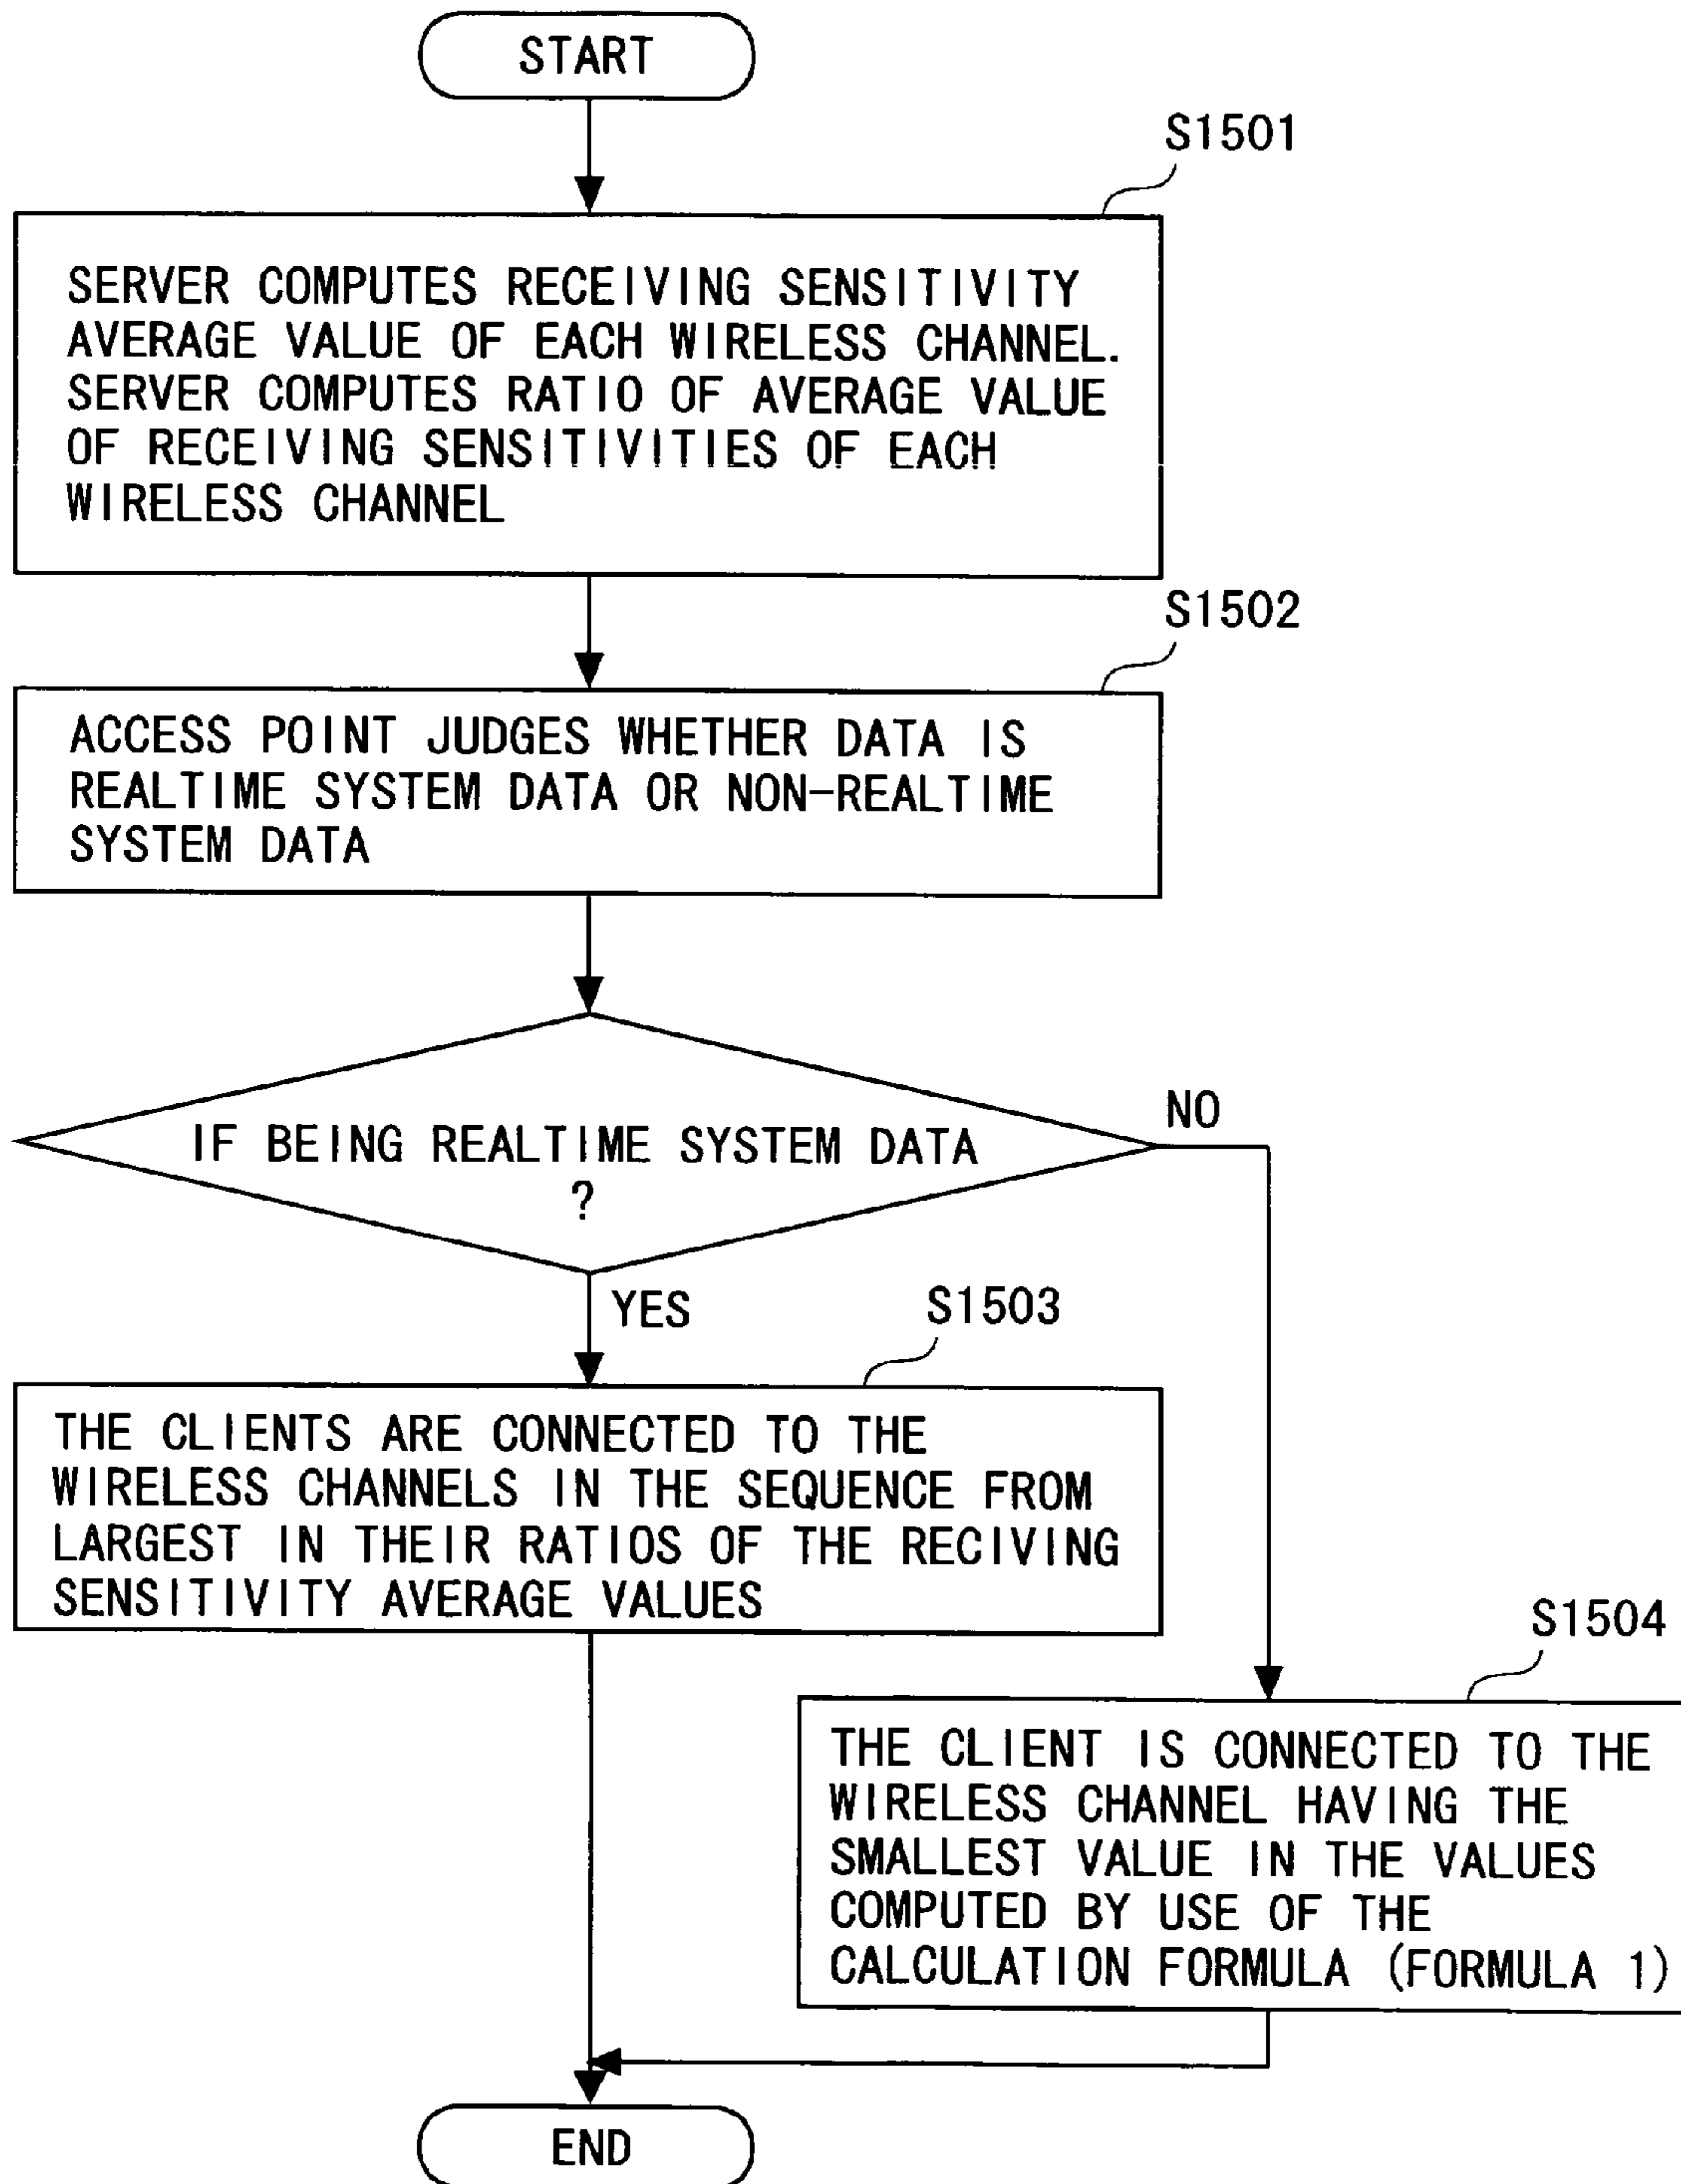 START
S1501
SERVER COMPUTES RECEIVING SENSITIVITY
AVERAGE VALUE OF EACH WIRELESS CHANNEL.
SERVER COMPUTES RATIO OF AVERAGE VALUE
OF RECEIVING SENSITIVITIES OF EACH
WIRELESS CHANNEL
S1502
ACCESS POINT JUDGES WHETHER DATA IS
REALTIME SYSTEM DATA OR NON-REALTIME
SYSTEM DATA
IF BEING REALTIME SYSTEM DATA
?
NO
YES
S1503
THE CLIENTS ARE CONNECTED TO THE
WIRELESS CHANNELS IN THE SEQUENCE FROM
LARGEST IN THEIR RATIOS OF THE RECIVING
SENSITIVITY AVERAGE VALUES
S1504
THE CLIENT IS CONNECTED TO THE
WIRELESS CHANNEL HAVING THE
SMALLEST VALUE IN THE VALUES
COMPUTED BY USE OF THE
CALCULATION FORMULA (FORMULA 1)
END